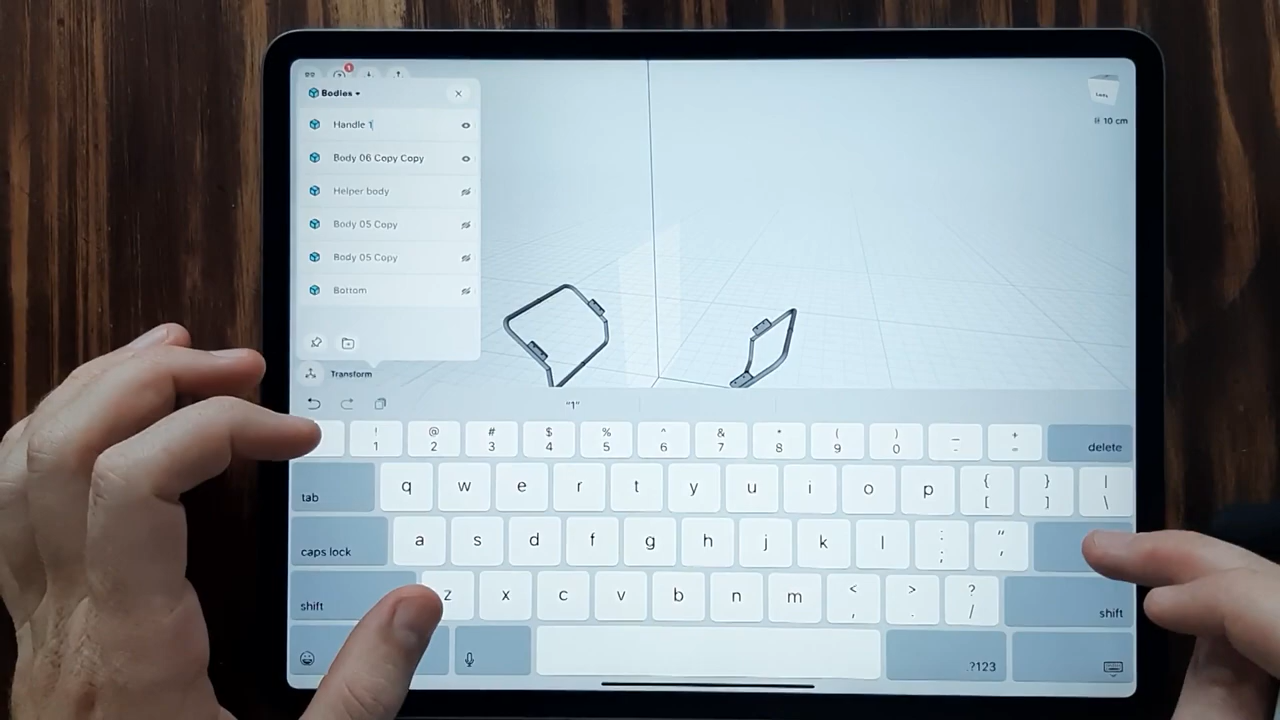 1
Bodies
Handle 1
Body 06 Copy Copy
Helper body
Body 05 Copy
Body 05 Copy
Bottom
Transform
10 cm
"1"
! @ # $ % ^ & * ( ) _ +
1 2 3 4 5 6 7 8 9 0 - =
delete
tab
q w e r t y u i o p { [ } ] | \
caps lock
a s d f g h j k l : ; " '
shift
z x c v b n m < , > . ? /
shift
.?123